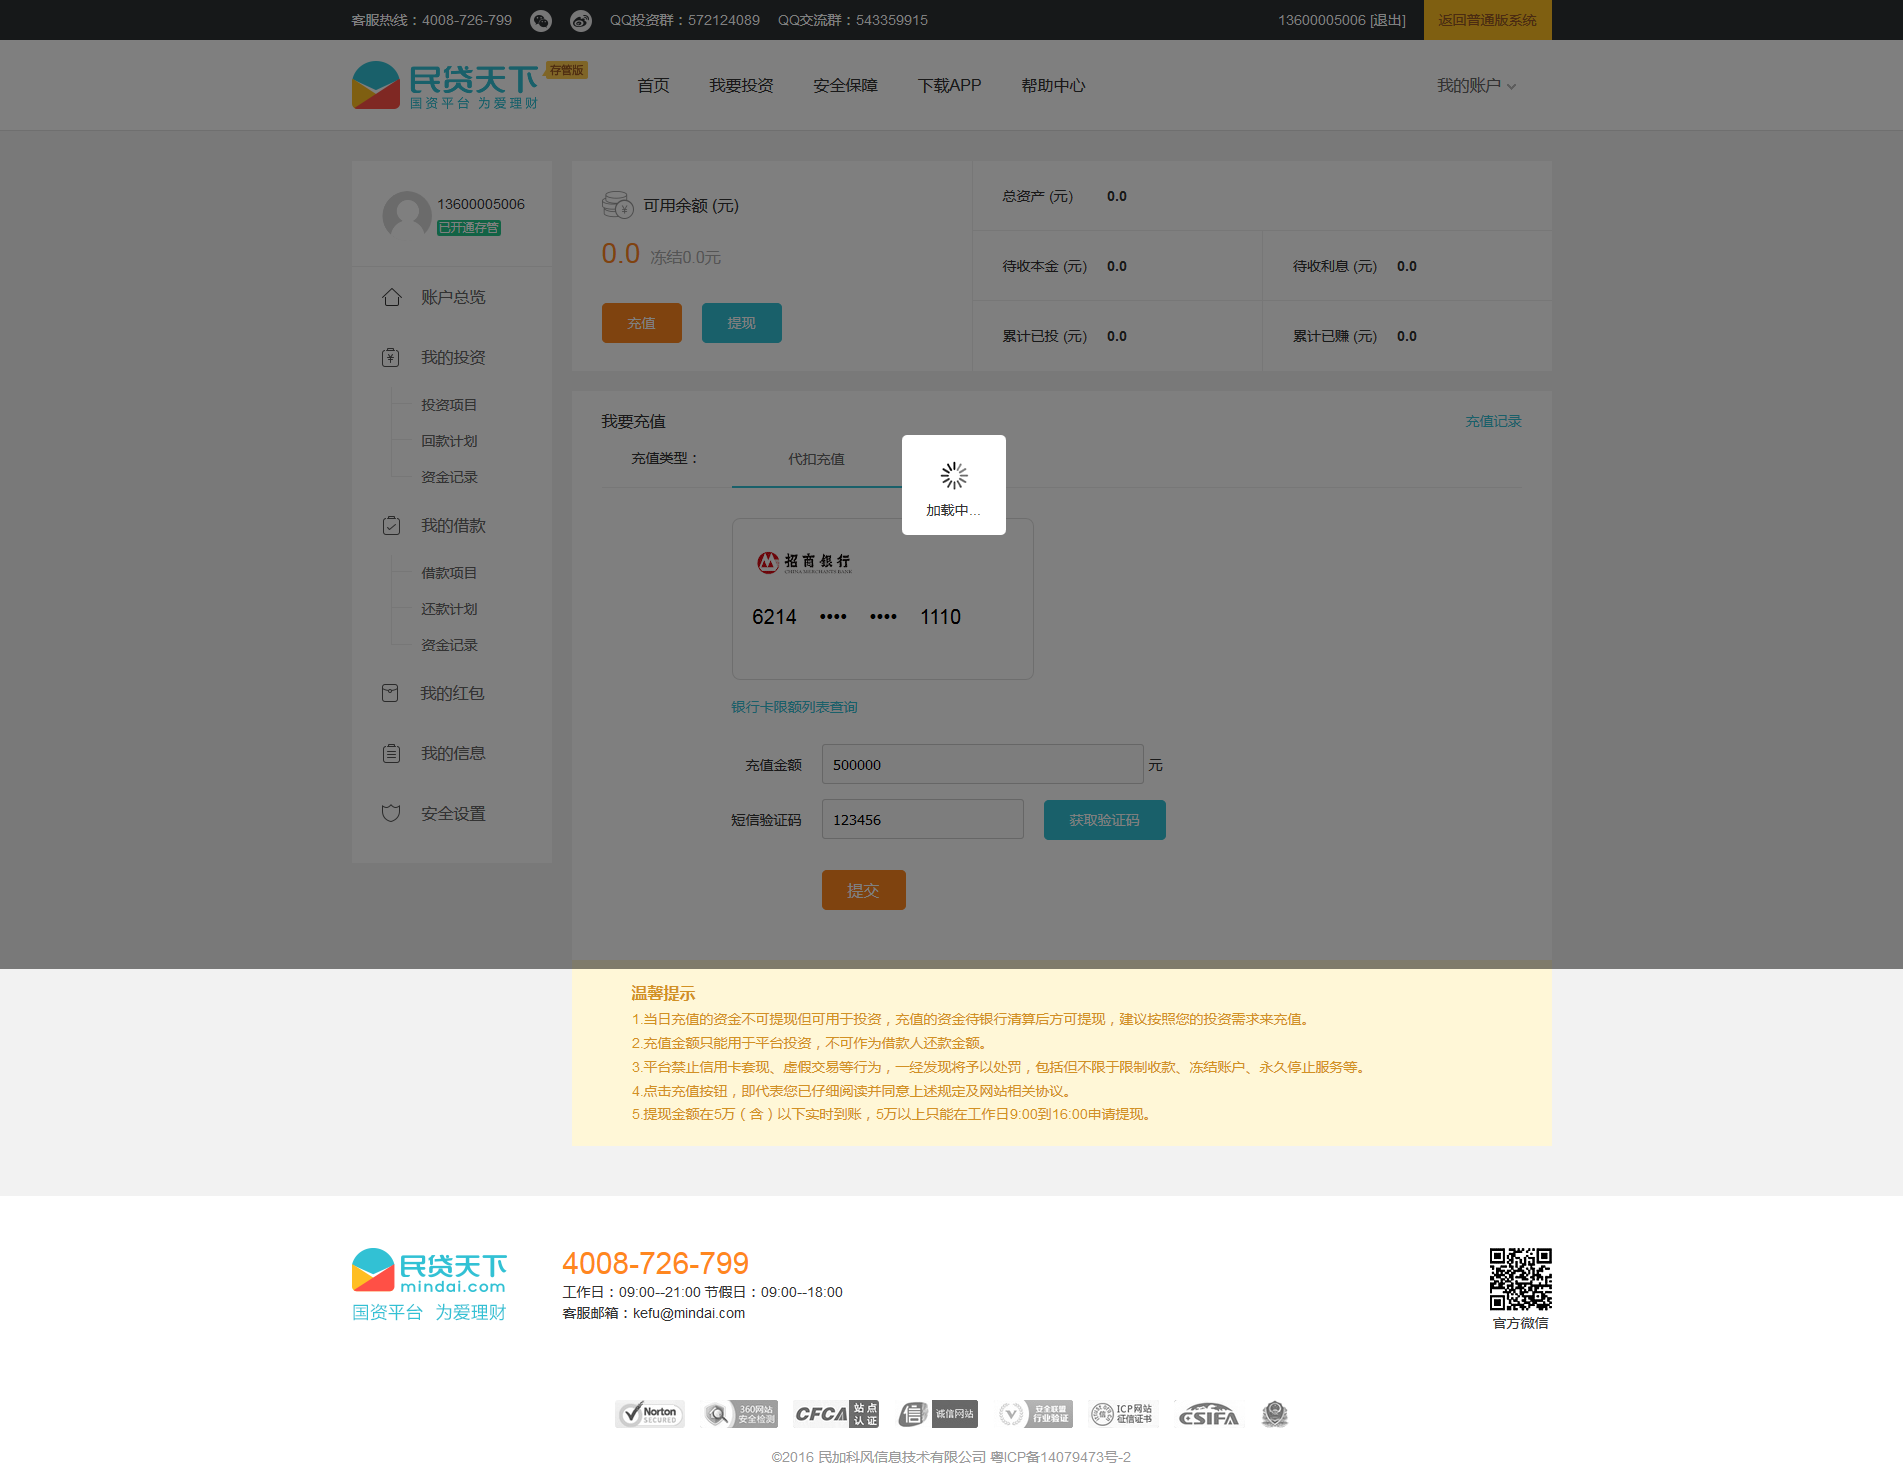 客服热线：4008-726-799 QQ投资群：572124089 QQ交流群：543359915 13600005006 [退出] 返回普通版系统
民贷天下 存管版
国资平台 为爱理财
首页 我要投资 安全保障 下载APP 帮助中心 我的账户
13600005006
已开通存管
账户总览
我的投资
投资项目
回款计划
资金记录
我的借款
借款项目
还款计划
资金记录
我的红包
我的信息
安全设置
可用余额 (元)
0.0 冻结0.0元
充值 提现
总资产 (元) 0.0
待收本金 (元) 0.0 待收利息 (元) 0.0
累计已投 (元) 0.0 累计已赚 (元) 0.0
我要充值 充值记录
充值类型： 代扣充值
加载中...
招商银行
CHINA MERCHANTS BANK
6214 •••• •••• 1110
银行卡限额列表查询
充值金额 500000 元
短信验证码 123456 获取验证码
提交
温馨提示
1.当日充值的资金不可提现但可用于投资，充值的资金待银行清算后方可提现，建议按照您的投资需求来充值。
2.充值金额只能用于平台投资，不可作为借款人还款金额。
3.平台禁止信用卡套现、虚假交易等行为，一经发现将予以处罚，包括但不限于限制收款、冻结账户、永久停止服务等。
4.点击充值按钮，即代表您已仔细阅读并同意上述规定及网站相关协议。
5.提现金额在5万（含）以下实时到账，5万以上只能在工作日9:00到16:00申请提现。
民贷天下
mindai.com
国资平台 为爱理财
4008-726-799
工作日：09:00--21:00 节假日：09:00--18:00
客服邮箱：kefu@mindai.com
官方微信
Norton SECURED
360网站 安全检测
CFCA 站点认证
信 诚信网站
安全联盟 行业验证
ICP网站 征信证书
CSIFA
©2016 民加科风信息技术有限公司 粤ICP备14079473号-2